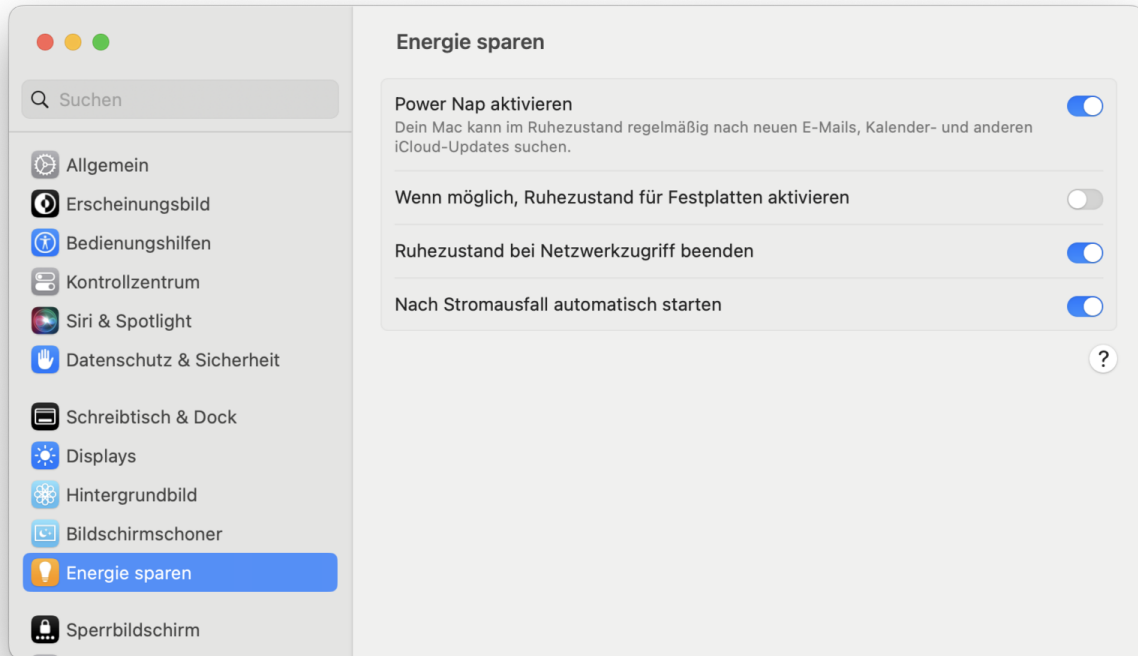 Suchen
Allgemein
Erscheinungsbild
Bedienungshilfen
Kontrollzentrum
Siri & Spotlight
Datenschutz & Sicherheit
Schreibtisch & Dock
Displays
Hintergrundbild
Bildschirmschoner
Energie sparen
Sperrbildschirm
Energie sparen
Power Nap aktivieren
Dein Mac kann im Ruhezustand regelmäßig nach neuen E-Mails, Kalender- und anderen
iCloud-Updates suchen.
Wenn möglich, Ruhezustand für Festplatten aktivieren
Ruhezustand bei Netzwerkzugriff beenden
Nach Stromausfall automatisch starten
?